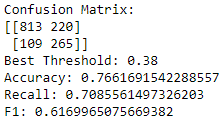 Confusion Matrix:
[[813 220]
 [109 265]]
Best Threshold: 0.38
Accuracy: 0.7661691542288557
Recall: 0.7085561497326203
F1: 0.6169965075669382